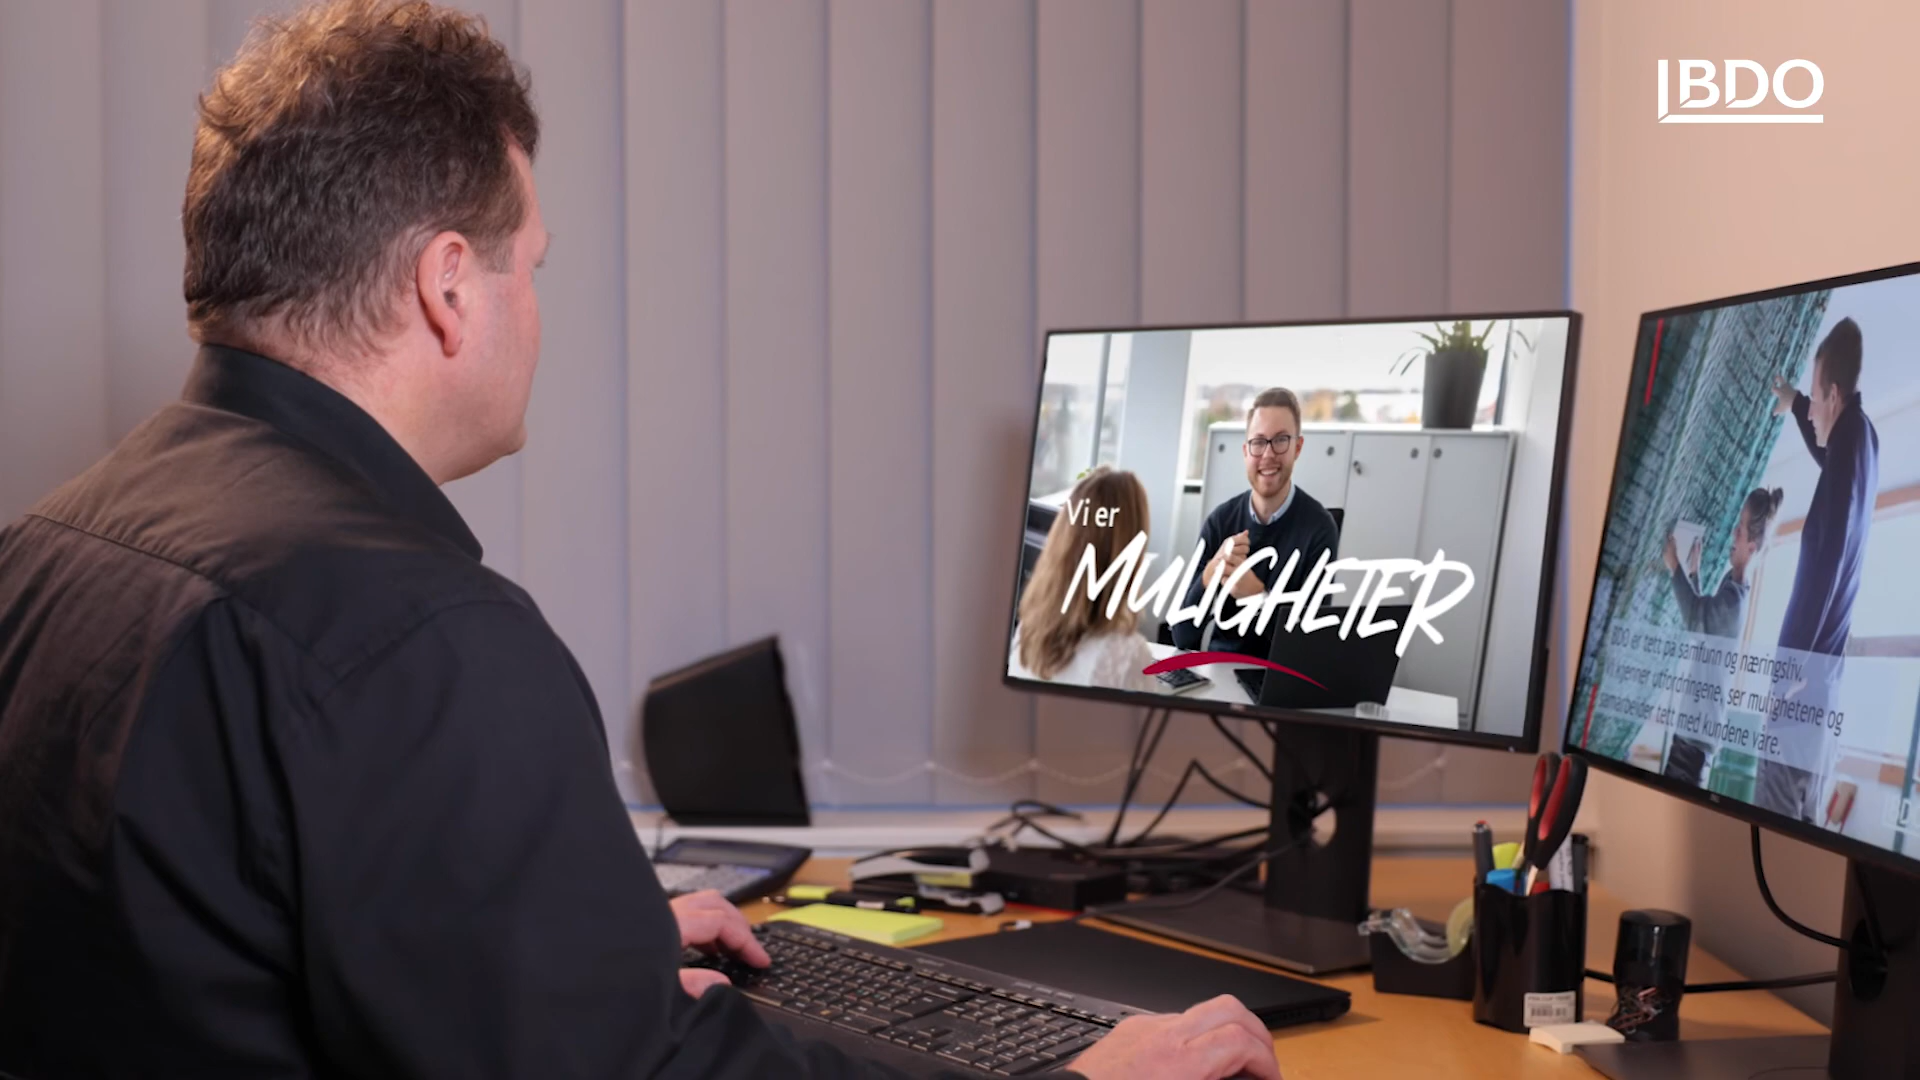 BDO
Vi er
MULIGHETER
BDO er tett på samfunn og næringsliv.
Vi kjenner utfordringene, ser mulighetene og
samarbeider tett med kundene våre.